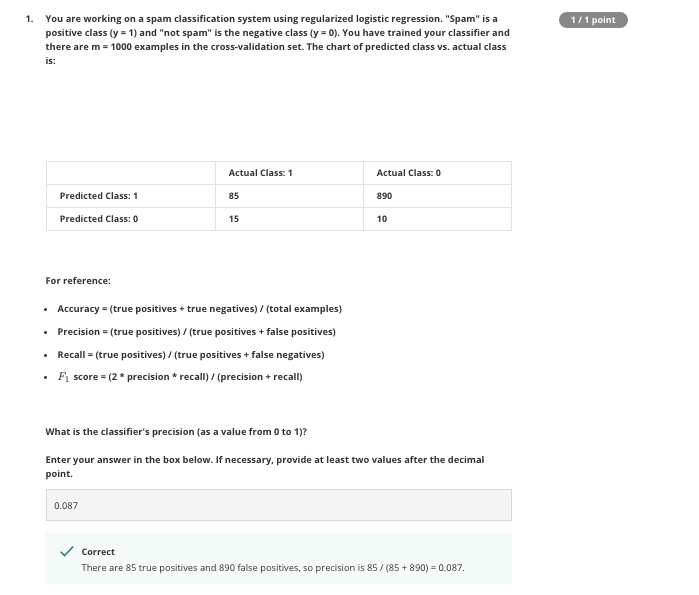 1. You are working on a spam classification system using regularized logistic regression. "Spam" is a
positive class (y = 1) and "not spam" is the negative class (y = 0). You have trained your classifier and
there are m = 1000 examples in the cross-validation set. The chart of predicted class vs. actual class
is:
1 / 1 point
Actual Class: 1 Actual Class: 0
Predicted Class: 1 85 890
Predicted Class: 0 15 10
For reference:
• Accuracy = (true positives + true negatives) / (total examples)
• Precision = (true positives) / (true positives + false positives)
• Recall = (true positives) / (true positives + false negatives)
• F₁ score = (2 * precision * recall) / (precision + recall)
What is the classifier's precision (as a value from 0 to 1)?
Enter your answer in the box below. If necessary, provide at least two values after the decimal
point.
0.087
Correct
There are 85 true positives and 890 false positives, so precision is 85 / (85 + 890) = 0.087.